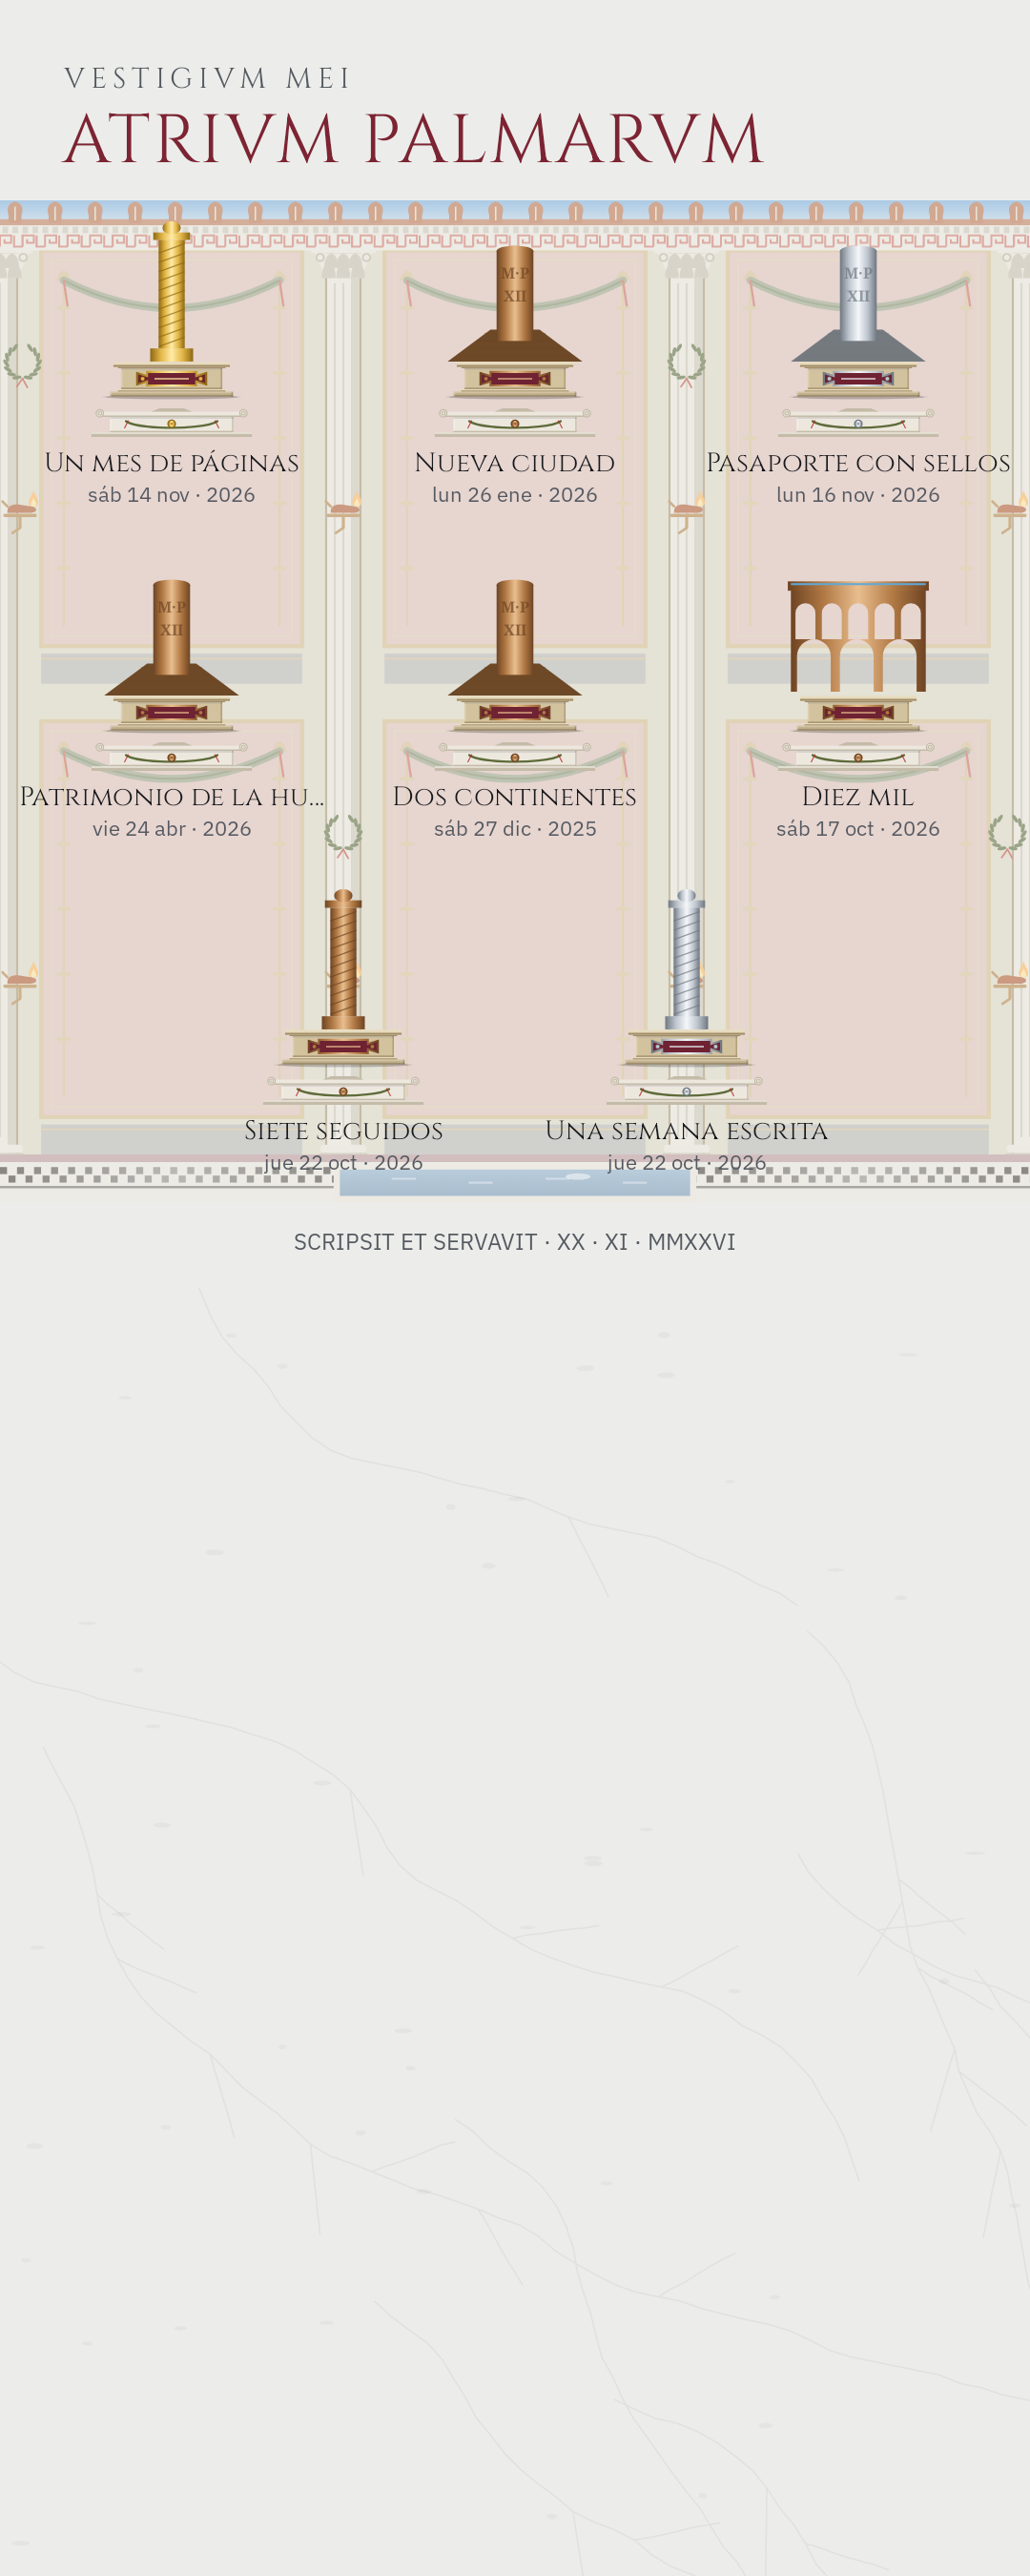 VESTIGIVM MEI
ATRIVM PALMARVM
M·P
XII
M·P
XII
Un mes de páginas
Nueva ciudad
Pasaporte con sellos
sáb 14 nov · 2026
lun 26 ene · 2026
lun 16 nov · 2026
M·P
XII
M·P
XII
Patrimonio de la hu...
Dos continentes
Diez mil
vie 24 abr · 2026
sáb 27 dic · 2025
sáb 17 oct · 2026
Siete seguidos
Una semana escrita
jue 22 oct · 2026
jue 22 oct · 2026
SCRIPSIT ET SERVAVIT · XX · XI · MMXXVI